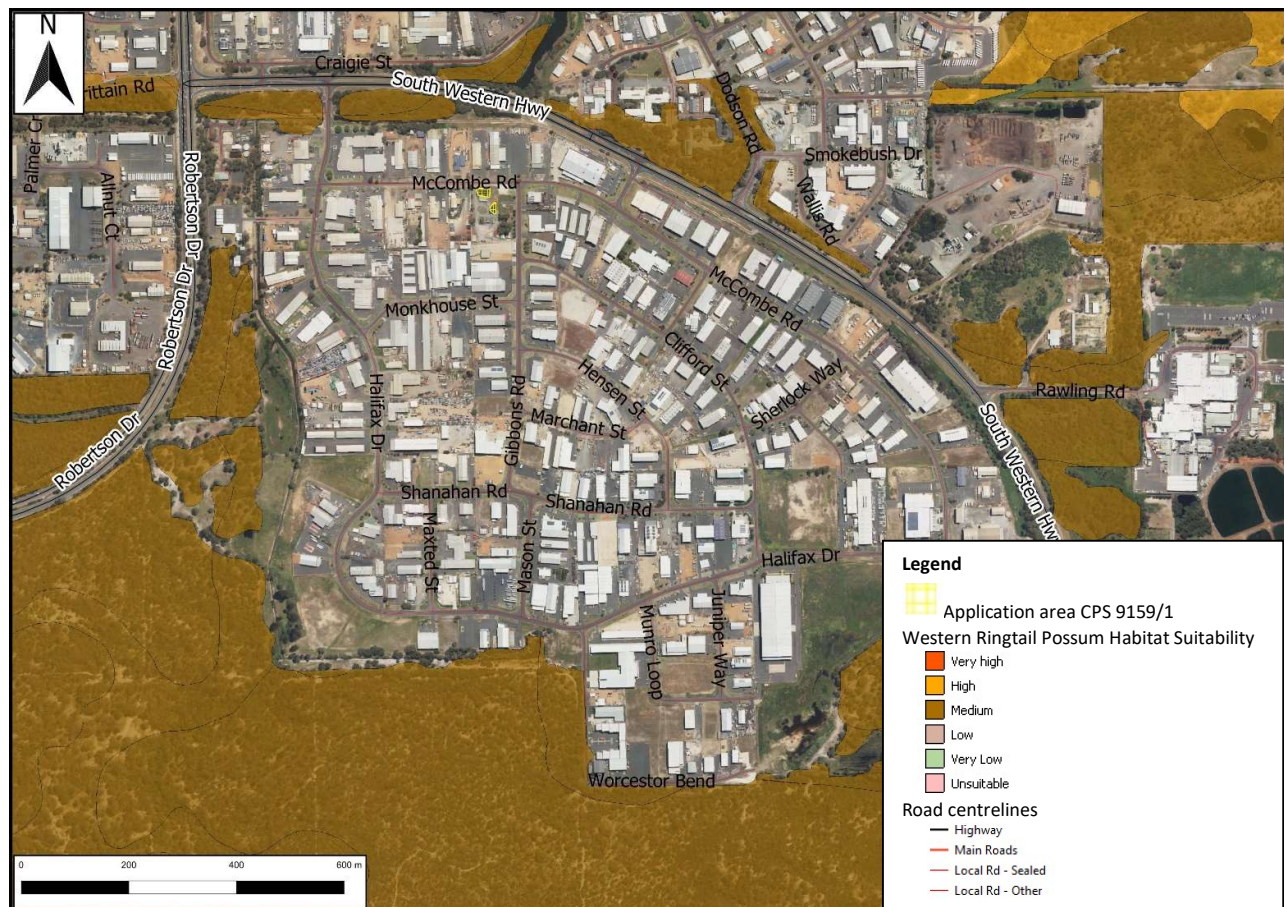 N
Craigie St
rittain Rd
South Western Hwy
Dodson Rd
Palmer Cr
Allnut Ct
Robertson Dr
McCombe Rd
Smokebush Dr
Wallis Rd
Robertson Dr
Monkhouse St
McCombe Rd
Clifford St
Hensen St
Sherlock Way
Halifax Dr
Gibbons Rd
Marchant St
Rawling Rd
South Western Hw
Robertson Dr
Shanahan Rd
Shanahan Rd
Maxted St
Mason St
Halifax Dr
Munro Loop
Juniper Way
Worcestor Bend
0 200 400 600 m
Legend
Application area CPS 9159/1
Western Ringtail Possum Habitat Suitability
Very high
High
Medium
Low
Very Low
Unsuitable
Road centrelines
Highway
Main Roads
Local Rd - Sealed
Local Rd - Other